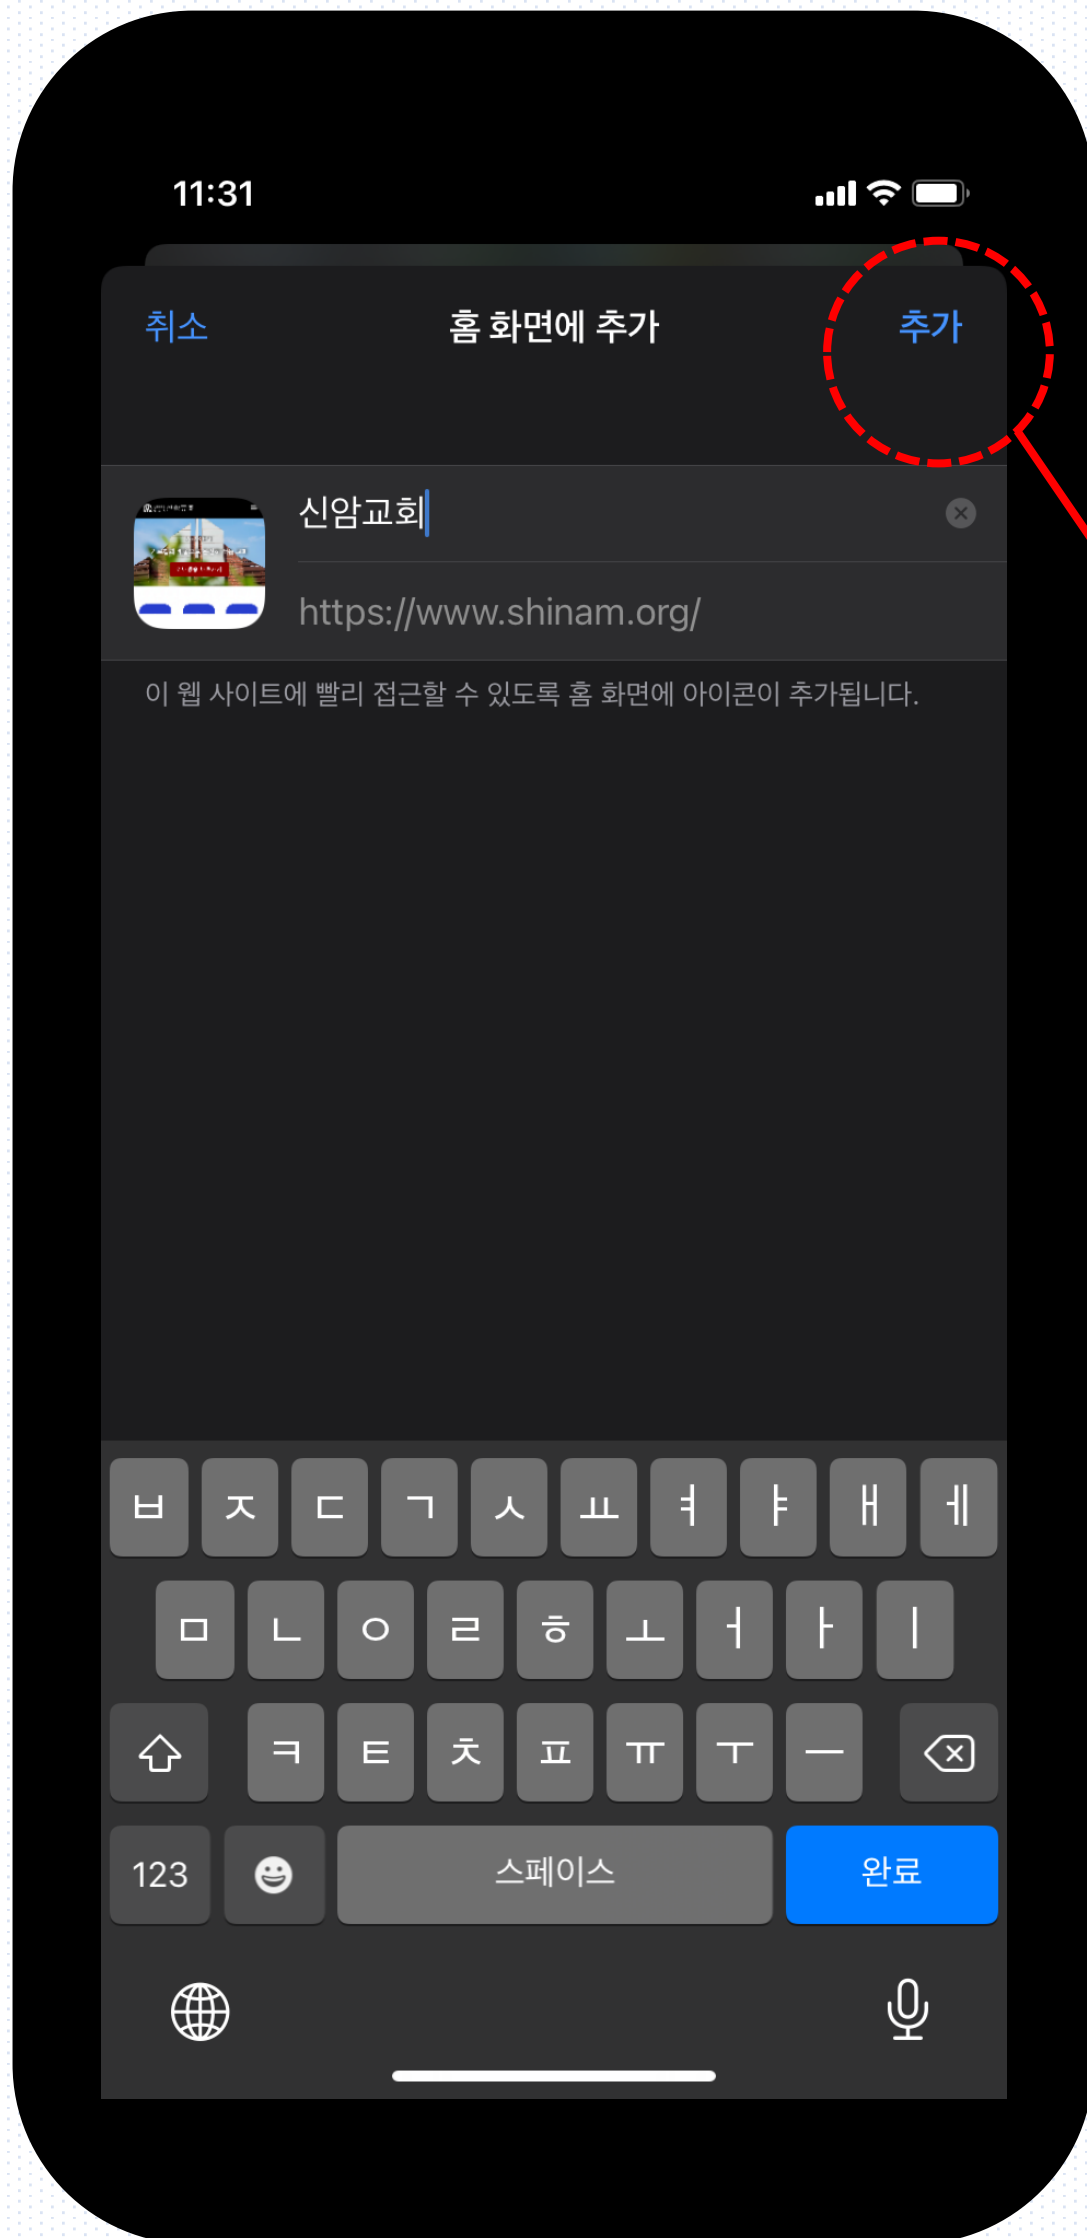 11:31
취소 홈 화면에 추가 추가
신암교회
https://www.shinam.org/
이 웹 사이트에 빨리 접근할 수 있도록 홈 화면에 아이콘이 추가됩니다.
ㅂ ㅈ ㄷ ㄱ ㅅ ㅛ ㅕ ㅑ ㅐ ㅔ
ㅁ ㄴ ㅇ ㄹ ㅎ ㅗ ㅓ ㅏ ㅣ
ㅋ ㅌ ㅊ ㅍ ㅠ ㅜ ㅡ
123 스페이스 완료